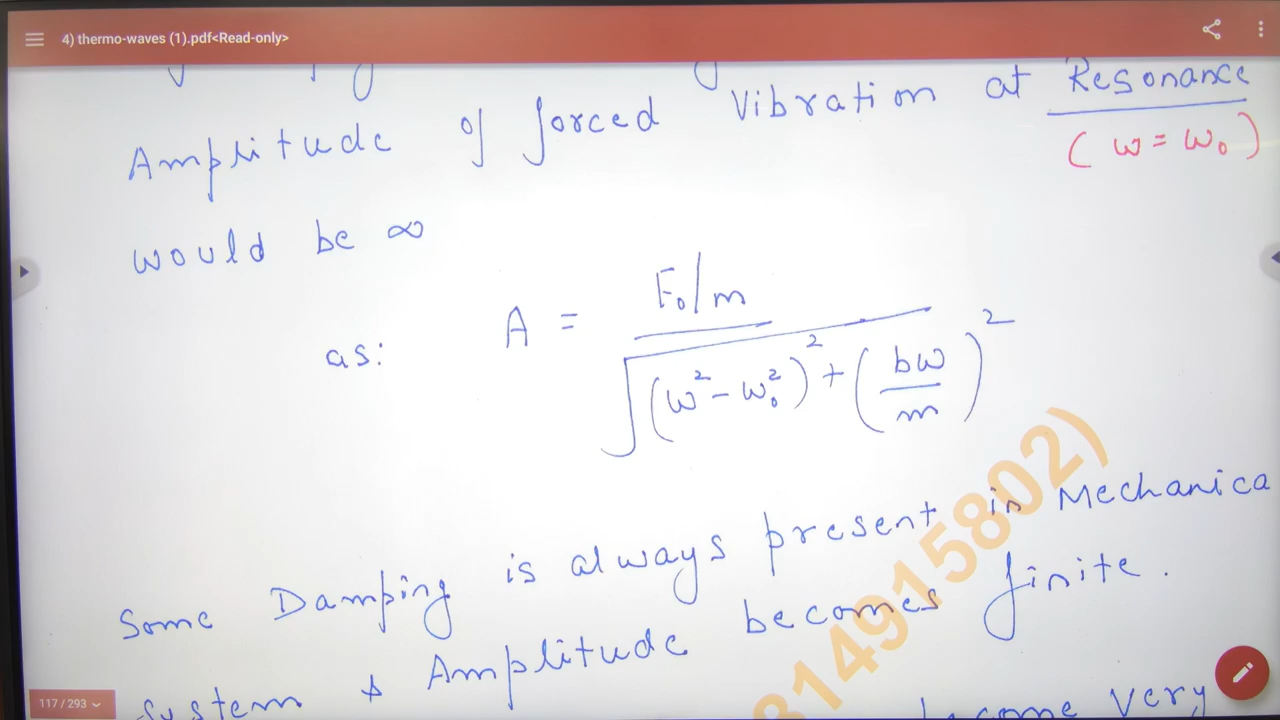 4) thermo-waves (1).pdf<Read-only>
Amplitude of forced Vibration at Resonance
(ω = ω₀)
would be ∞
as: A = F₀/m / √((ω² - ω₀²)² + (bω/m)²)
Some Damping is always present in Mechanica
system & Amplitude becomes finite.
become very
814915802)
117 / 293